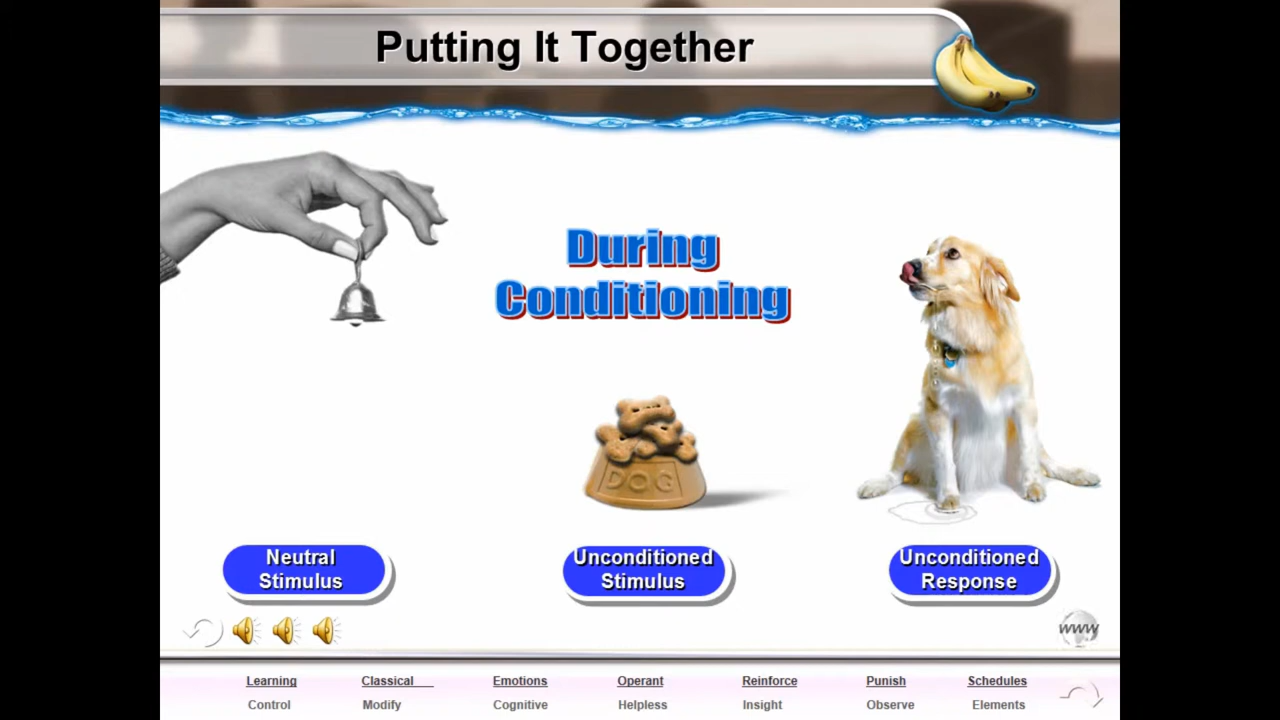 Putting It Together
During
Conditioning
DOG
Neutral
Stimulus
Unconditioned
Stimulus
Unconditioned
Response
www
Learning Classical Emotions Operant Reinforce Punish Schedules
Control Modify Cognitive Helpless Insight Observe Elements